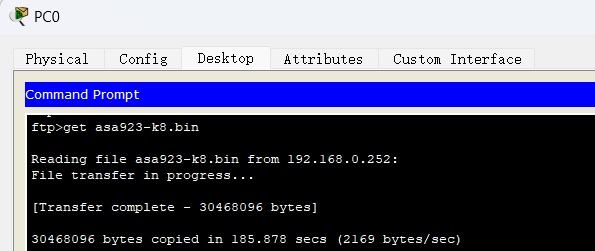 PC0
Physical Config Desktop Attributes Custom Interface
Command Prompt
ftp>get asa923-k8.bin
Reading file asa923-k8.bin from 192.168.0.252:
File transfer in progress...
[Transfer complete - 30468096 bytes]
30468096 bytes copied in 185.878 secs (2169 bytes/sec)